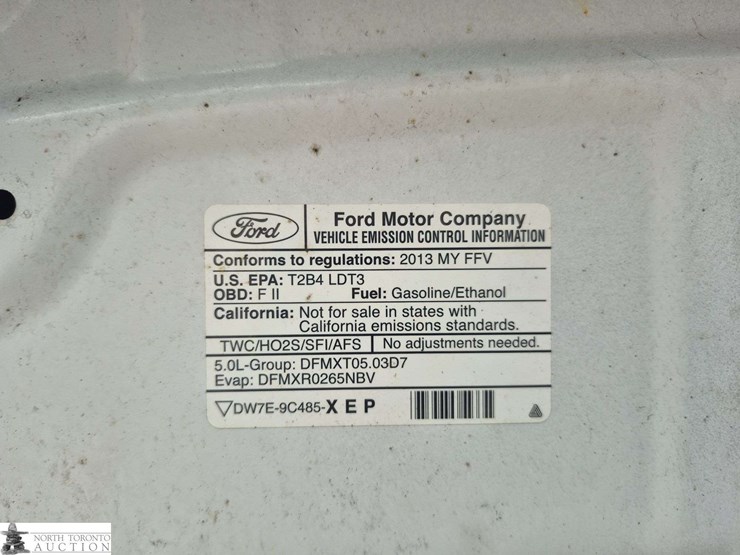 Ford
Ford Motor Company
VEHICLE EMISSION CONTROL INFORMATION
Conforms to regulations: 2013 MY FFV
U.S. EPA: T2B4 LDT3
OBD: F II Fuel: Gasoline/Ethanol
California: Not for sale in states with
California emissions standards.
TWC/HO2S/SFI/AFS No adjustments needed.
5.0L-Group: DFMXT05.03D7
Evap: DFMXR0265NBV
DW7E-9C485-XEP
NORTH TORONTO
AUCTION